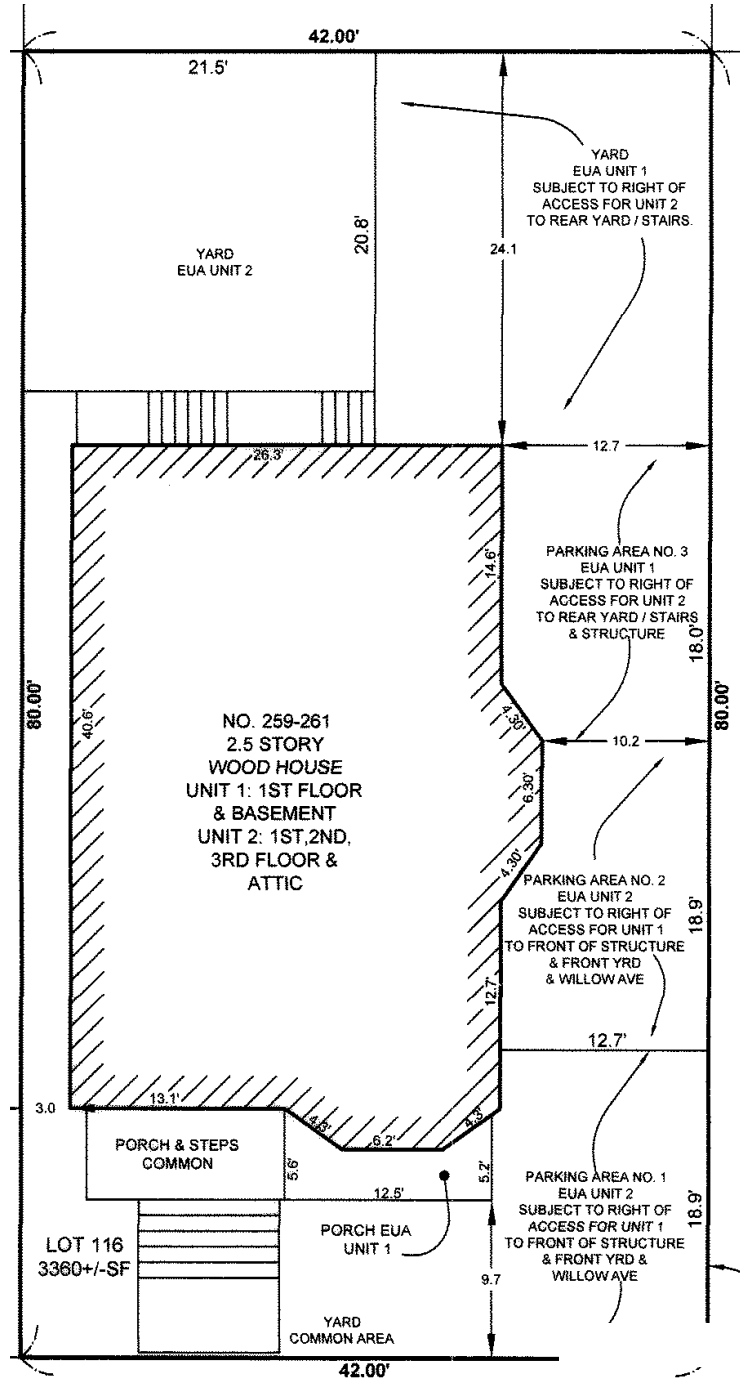 42.00'
21.5'
YARD
EUA UNIT 1
SUBJECT TO RIGHT OF
ACCESS FOR UNIT 2
TO REAR YARD / STAIRS.
20.8'
24.1
YARD
EUA UNIT 2
26.3'
12.7
14.6'
PARKING AREA NO. 3
EUA UNIT 1
SUBJECT TO RIGHT OF
ACCESS FOR UNIT 2
TO REAR YARD / STAIRS
& STRUCTURE
18.0'
80.00'
40.6'
4.30'
80.00'
NO. 259-261
2.5 STORY
WOOD HOUSE
UNIT 1: 1ST FLOOR
& BASEMENT
UNIT 2: 1ST,2ND,
3RD FLOOR &
ATTIC
10.2
6.30'
4.30'
PARKING AREA NO. 2
EUA UNIT 2
SUBJECT TO RIGHT OF
ACCESS FOR UNIT 1
TO FRONT OF STRUCTURE
& FRONT YRD
& WILLOW AVE
18.9'
12.7'
12.7'
3.0
13.1'
4.3'
6.2'
4.3'
PORCH & STEPS
COMMON
5.6'
5.2'
12.5'
PORCH EUA
UNIT 1
PARKING AREA NO. 1
EUA UNIT 2
SUBJECT TO RIGHT OF
ACCESS FOR UNIT 1
TO FRONT OF STRUCTURE
& FRONT YRD &
WILLOW AVE
18.9'
LOT 116
3360+/-SF
9.7
YARD
COMMON AREA
42.00'